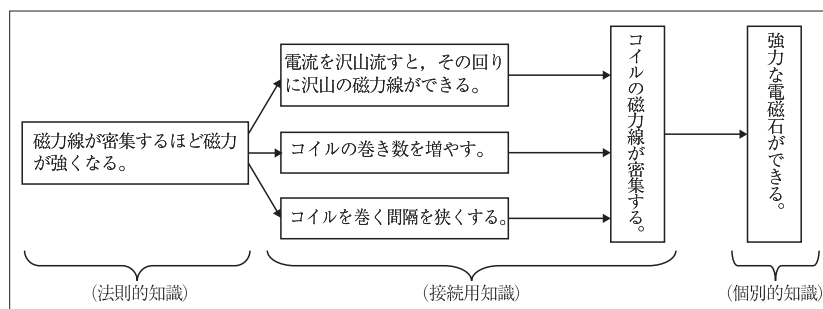 磁力線が密集するほど磁力
が強くなる。
電流を沢山流すと，その回り
に沢山の磁力線ができる。
コイルの巻き数を増やす。
コイルを巻く間隔を狭くする。
コイルの磁力線が密集する。
強力な電磁石ができる。
(法則的知識)
(接続用知識)
(個別的知識)